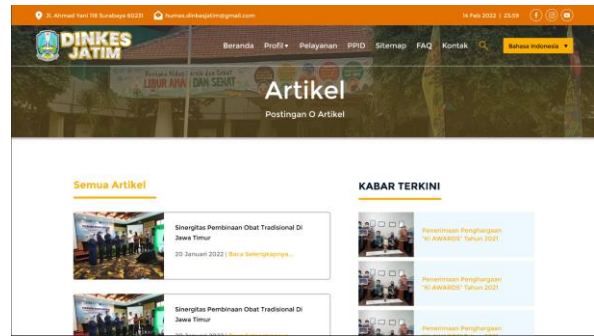 Jl. Ahmad Yani 118 Surabaya 60231
humas.dinkesjatim@gmail.com
14 Feb 2022 | 23:59
DINKES
JATIM
Beranda Profil Pelayanan PPID Sitemap FAQ Kontak
Bahasa Indonesia
LIBUR AMAN DAN SEHAT
Artikel
Postingan 0 Artikel
Semua Artikel
Sinergitas Pembinaan Obat Tradisional Di
Jawa Timur
20 Januari 2022 | Baca Selengkapnya...
Sinergitas Pembinaan Obat Tradisional Di
Jawa Timur
KABAR TERKINI
Penerimaan Penghargaan
"KI AWARDS" Tahun 2021
Penerimaan Penghargaan
"KI AWARDS" Tahun 2021
Penerimaan Penghargaan